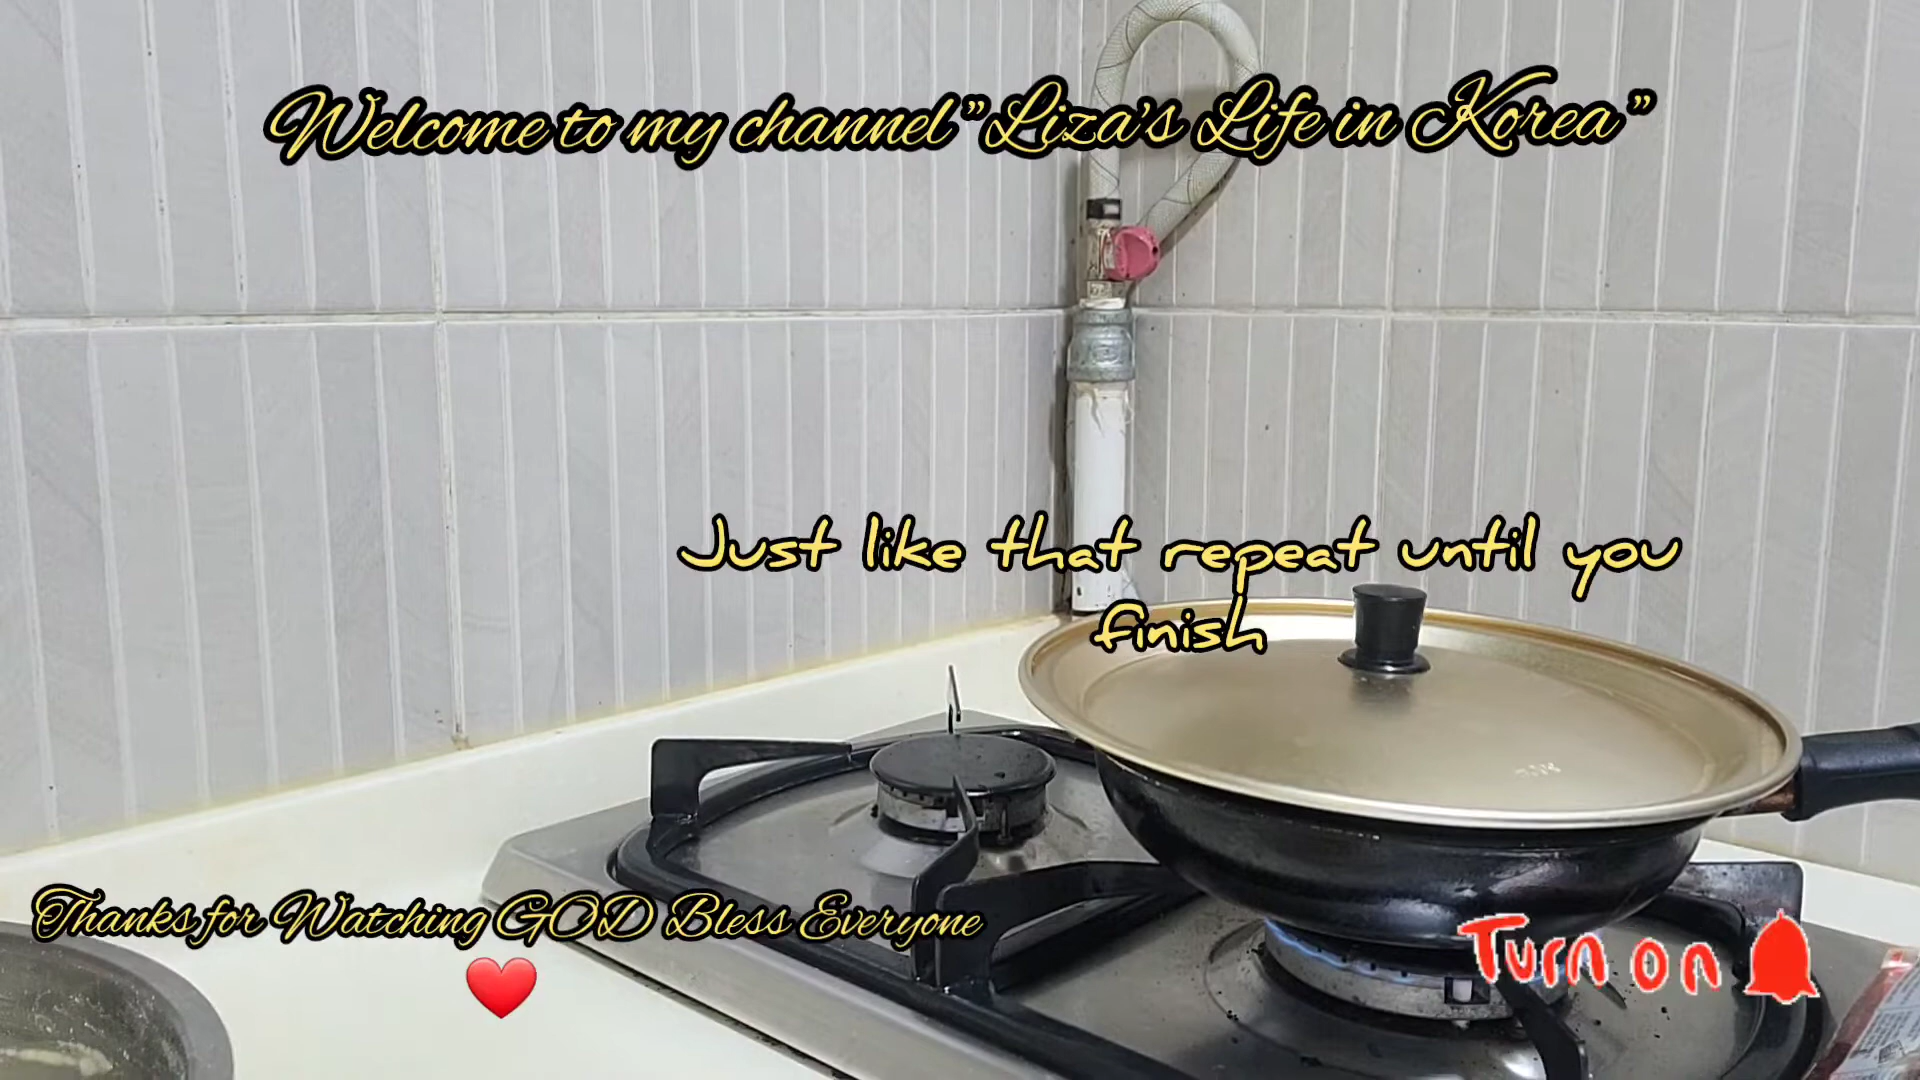 Welcome to my channel "Liza's Life in Korea"
Just like that repeat until you
finish
Thanks for Watching GOD Bless Everyone
Turn on